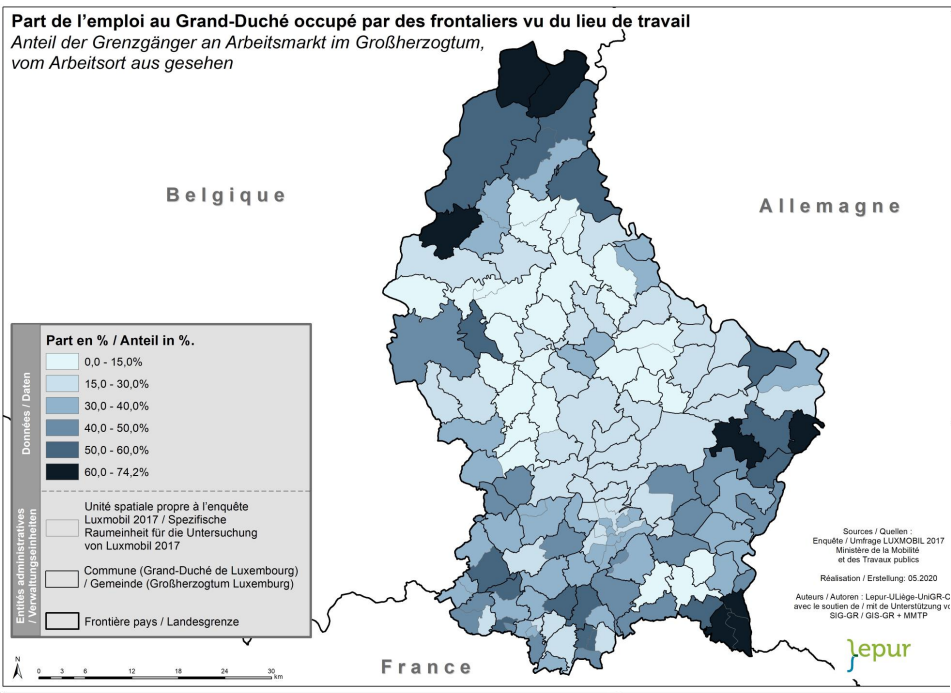 Part de l'emploi au Grand-Duché occupé par des frontaliers vu du lieu de travail
Anteil der Grenzgänger an Arbeitsmarkt im Großherzogtum,
vom Arbeitsort aus gesehen
Belgique
Allemagne
France
Données / Daten
Part en % / Anteil in %.
0,0 - 15,0%
15,0 - 30,0%
30,0 - 40,0%
40,0 - 50,0%
50,0 - 60,0%
60,0 - 74,2%
Entités administratives
/ Verwaltungseinheiten
Unité spatiale propre à l'enquête
Luxmobil 2017 / Spezifische
Raumeinheit für die Untersuchung
von Luxmobil 2017
Commune (Grand-Duché de Luxembourg)
/ Gemeinde (Großherzogtum Luxemburg)
Frontière pays / Landesgrenze
N
0 3 6 12 18 24 30
km
Sources / Quellen :
Enquête / Umfrage LUXMOBIL 2017
Ministère de la Mobilité
et des Travaux publics
Réalisation / Erstellung: 05.2020
Auteurs / Autoren : Lepur-ULiège-UniGR-C
avec le soutien de / mit de Unterstützung vo
SIG-GR / GIS-GR + MMTP
lepur